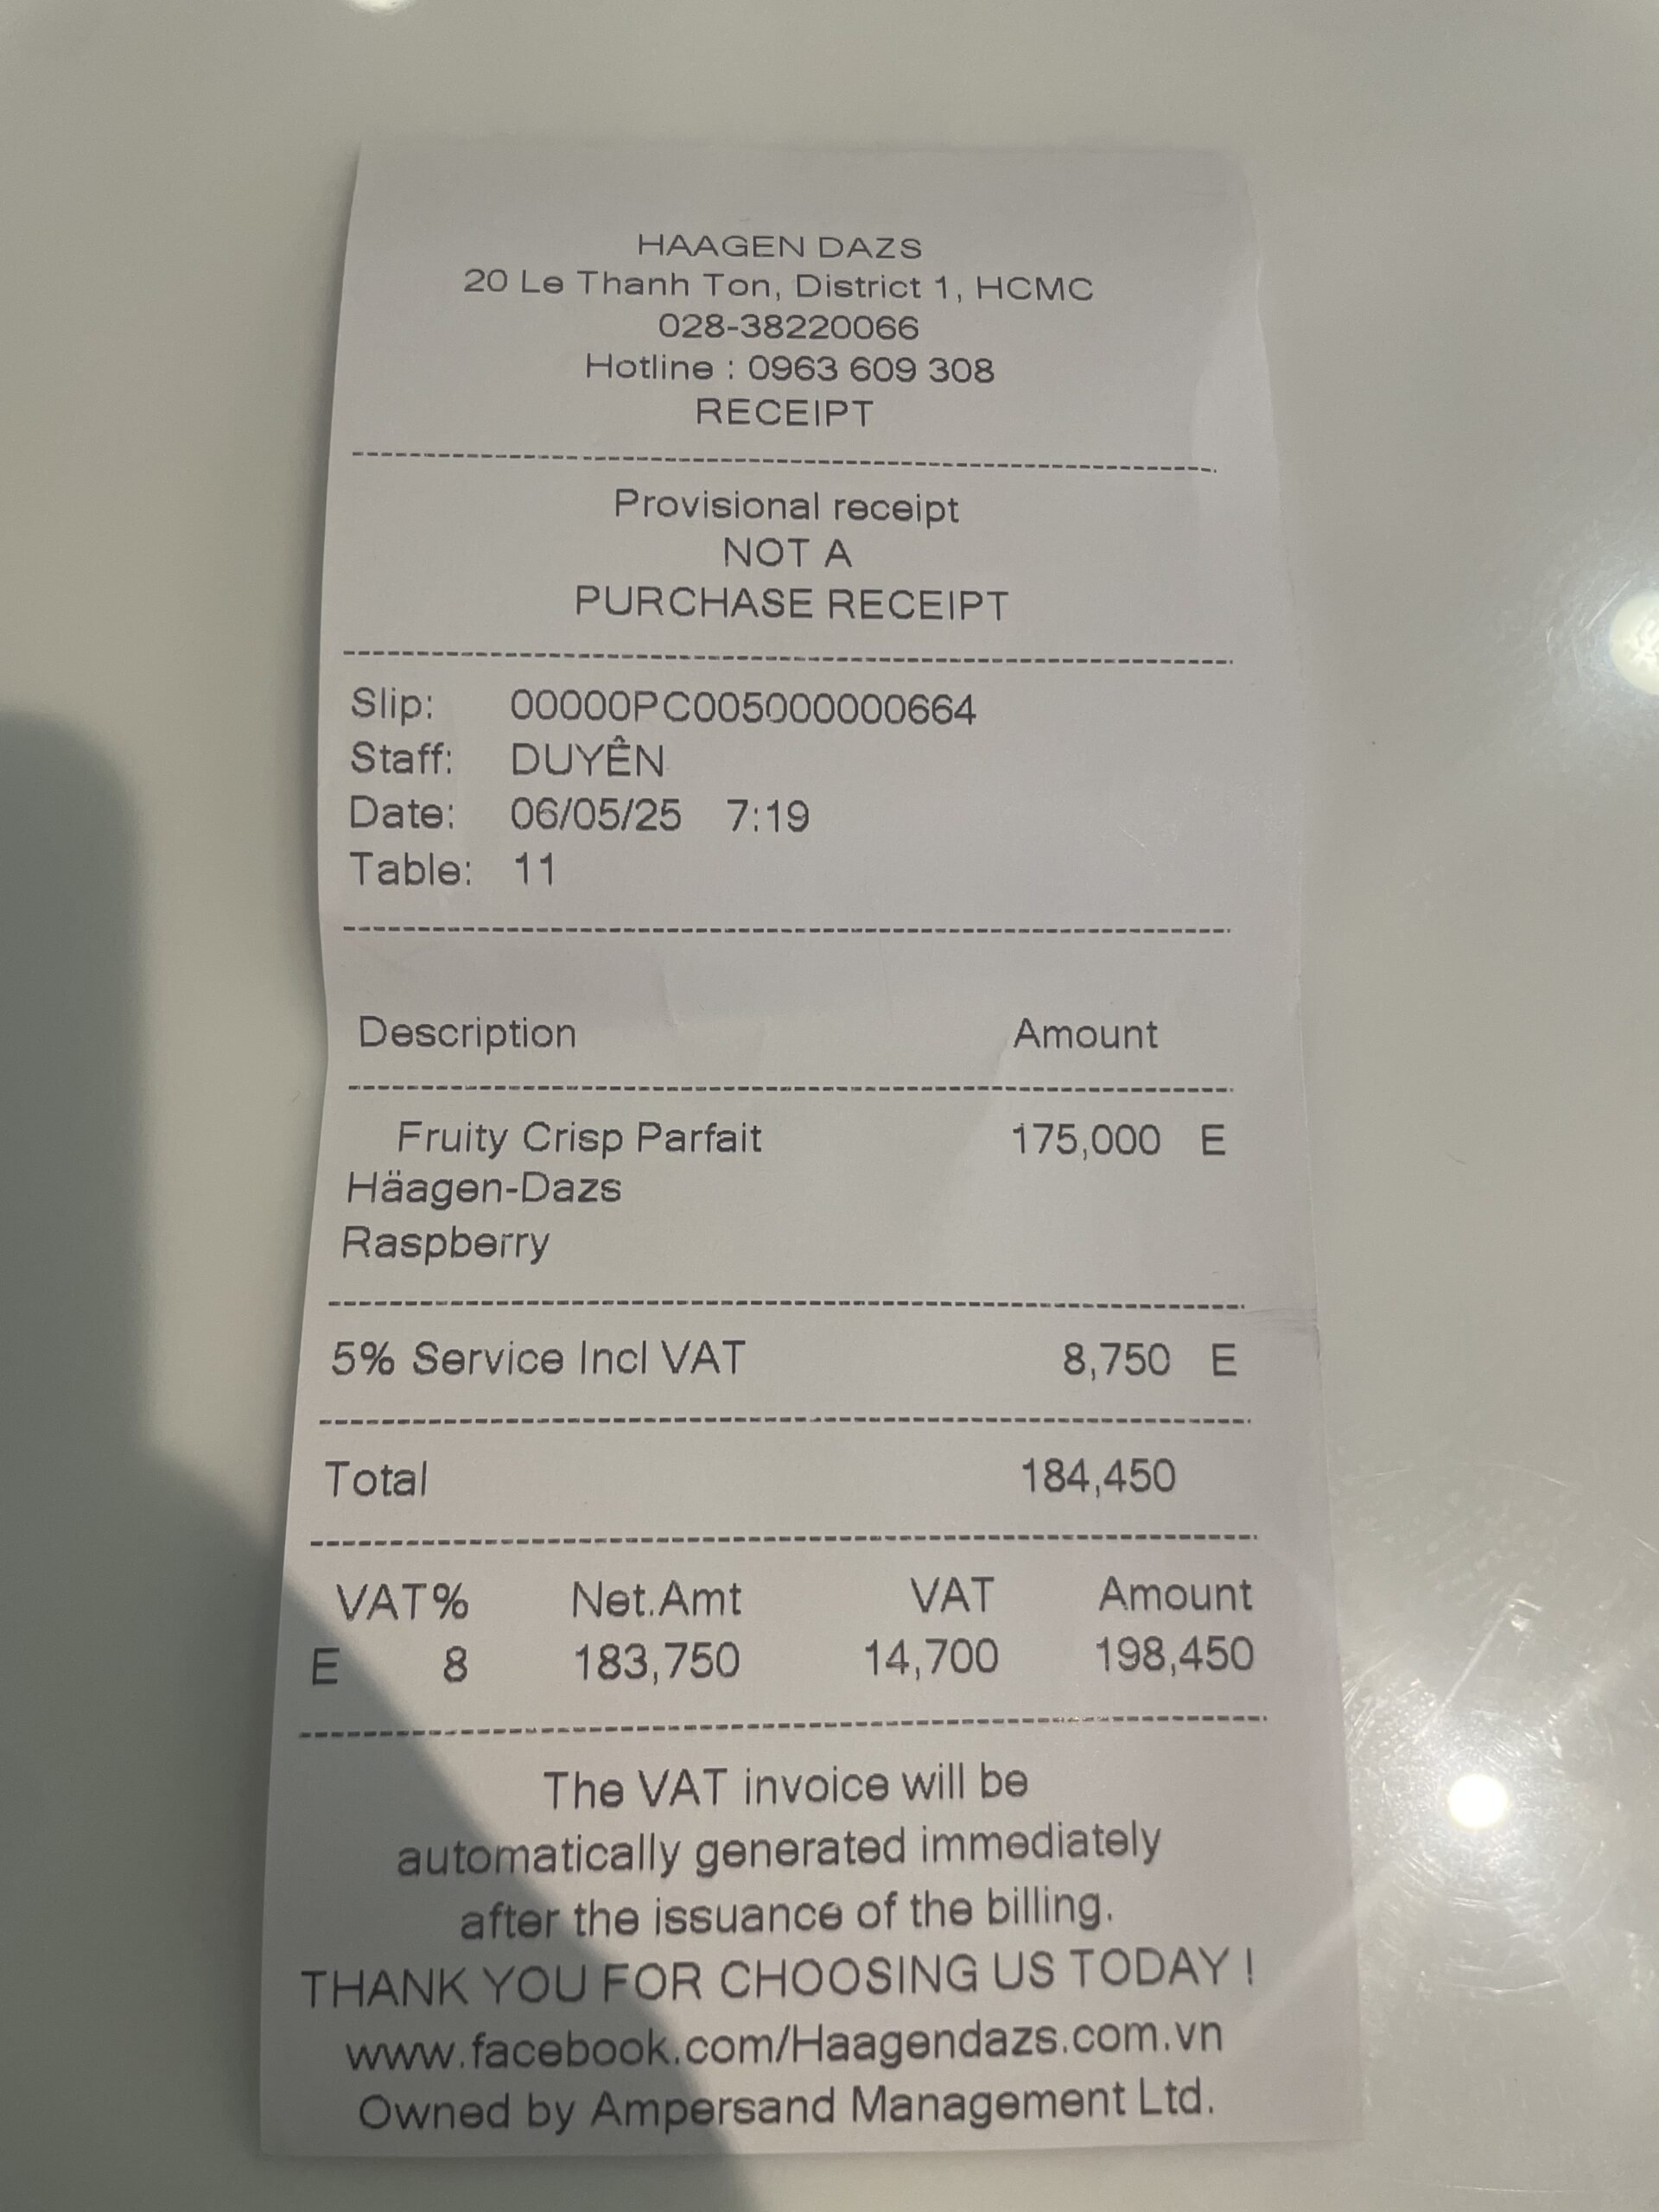 HAAGEN DAZS
20 Le Thanh Ton, District 1, HCMC
028-38220066
Hotline : 0963 609 308
RECEIPT
Provisional receipt
NOT A
PURCHASE RECEIPT
Slip: 00000PC005000000664
Staff: DUYÊN
Date: 06/05/25 7:19
Table: 11
Description Amount
Fruity Crisp Parfait 175,000 E
Häagen-Dazs
Raspberry
5% Service Incl VAT 8,750 E
Total 184,450
VAT% Net.Amt VAT Amount
E 8 183,750 14,700 198,450
The VAT invoice will be
automatically generated immediately
after the issuance of the billing.
THANK YOU FOR CHOOSING US TODAY !
www.facebook.com/Haagendazs.com.vn
Owned by Ampersand Management Ltd.